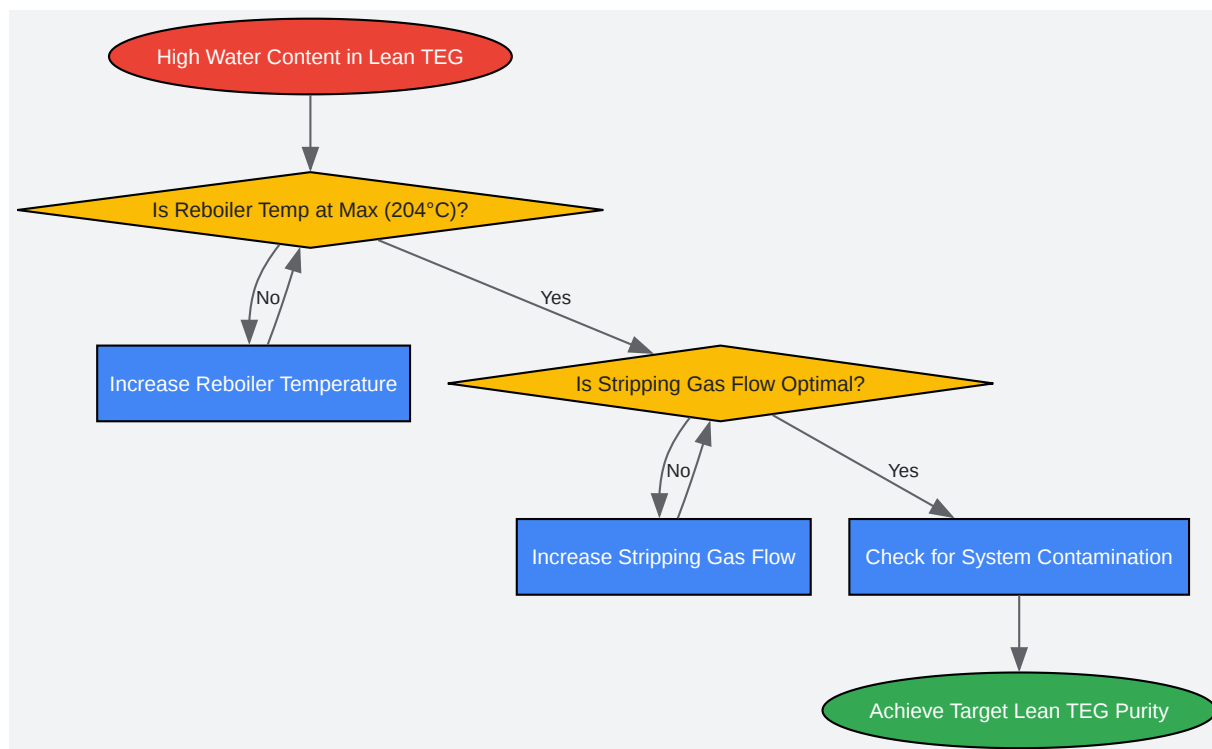 High Water Content in Lean TEG
Is Reboiler Temp at Max (204°C)?
No
Yes
Increase Reboiler Temperature
Is Stripping Gas Flow Optimal?
No
Yes
Increase Stripping Gas Flow
Check for System Contamination
Achieve Target Lean TEG Purity